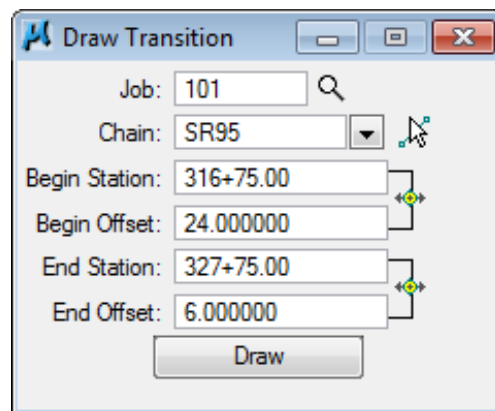 Draw Transition
Job: 101
Chain: SR95
Begin Station: 316+75.00
Begin Offset: 24.000000
End Station: 327+75.00
End Offset: 6.000000
Draw